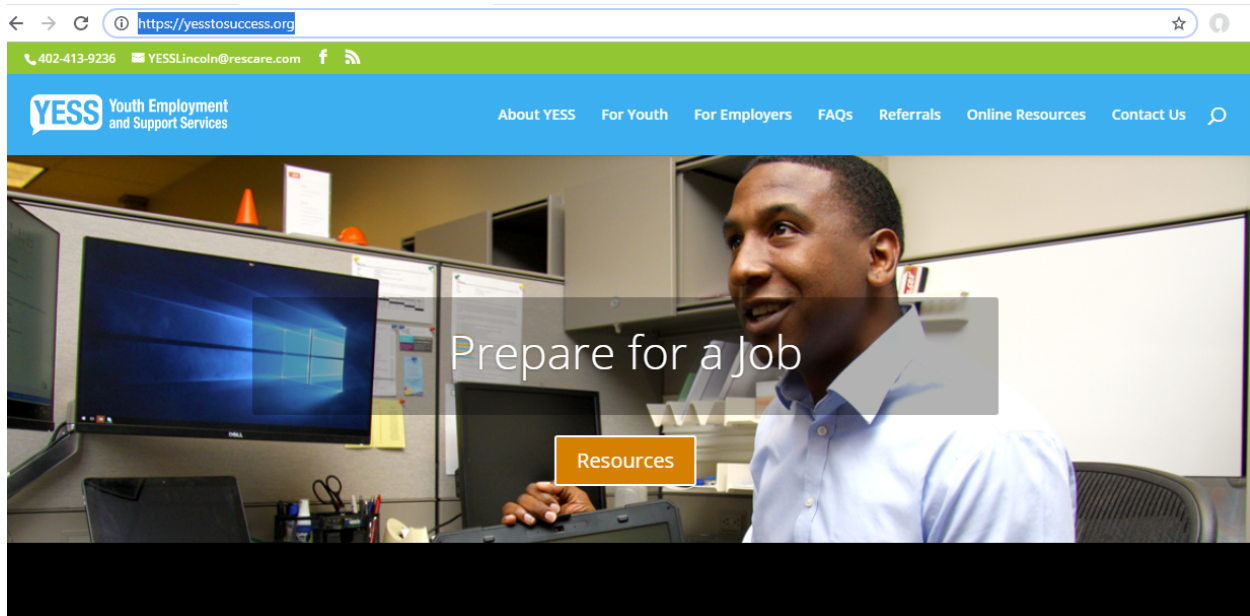 https://yesstosuccess.org
402-413-9236 YESSLincoln@rescare.com
YESS Youth Employment
and Support Services
About YESS For Youth For Employers FAQs Referrals Online Resources Contact Us
Prepare for a Job
Resources
DELL